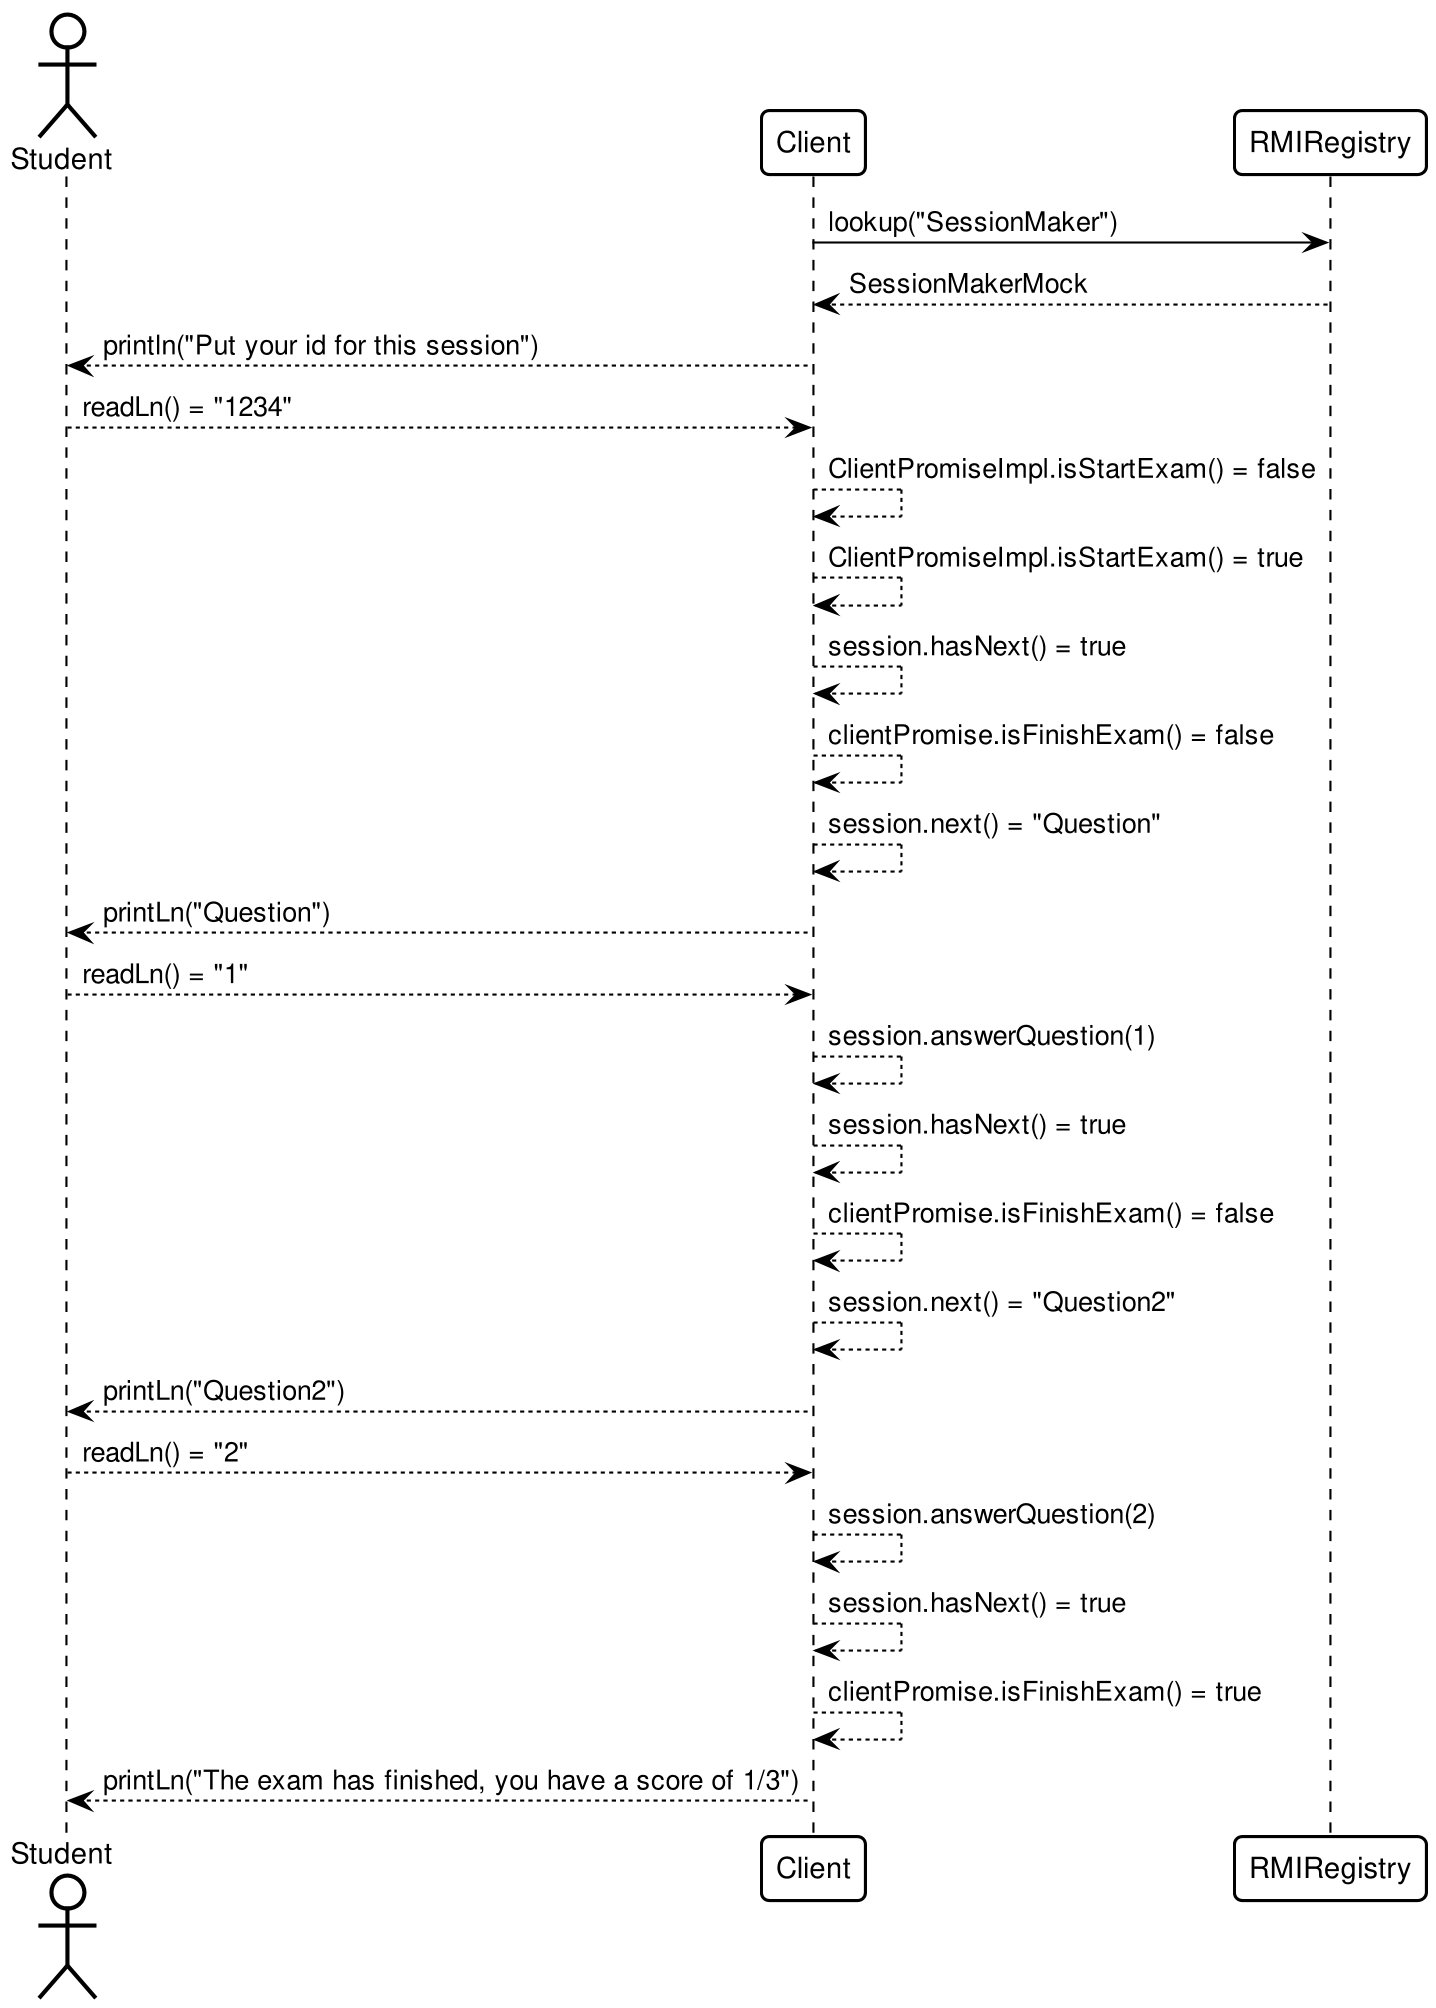 Student
Client
RMIRegistry
lookup("SessionMaker")
SessionMakerMock
println("Put your id for this session")
readLn() = "1234"
ClientPromiseImpl.isStartExam() = false
ClientPromiseImpl.isStartExam() = true
session.hasNext() = true
clientPromise.isFinishExam() = false
session.next() = "Question"
printLn("Question")
readLn() = "1"
session.answerQuestion(1)
session.hasNext() = true
clientPromise.isFinishExam() = false
session.next() = "Question2"
printLn("Question2")
readLn() = "2"
session.answerQuestion(2)
session.hasNext() = true
clientPromise.isFinishExam() = true
printLn("The exam has finished, you have a score of 1/3")
Student
Client
RMIRegistry